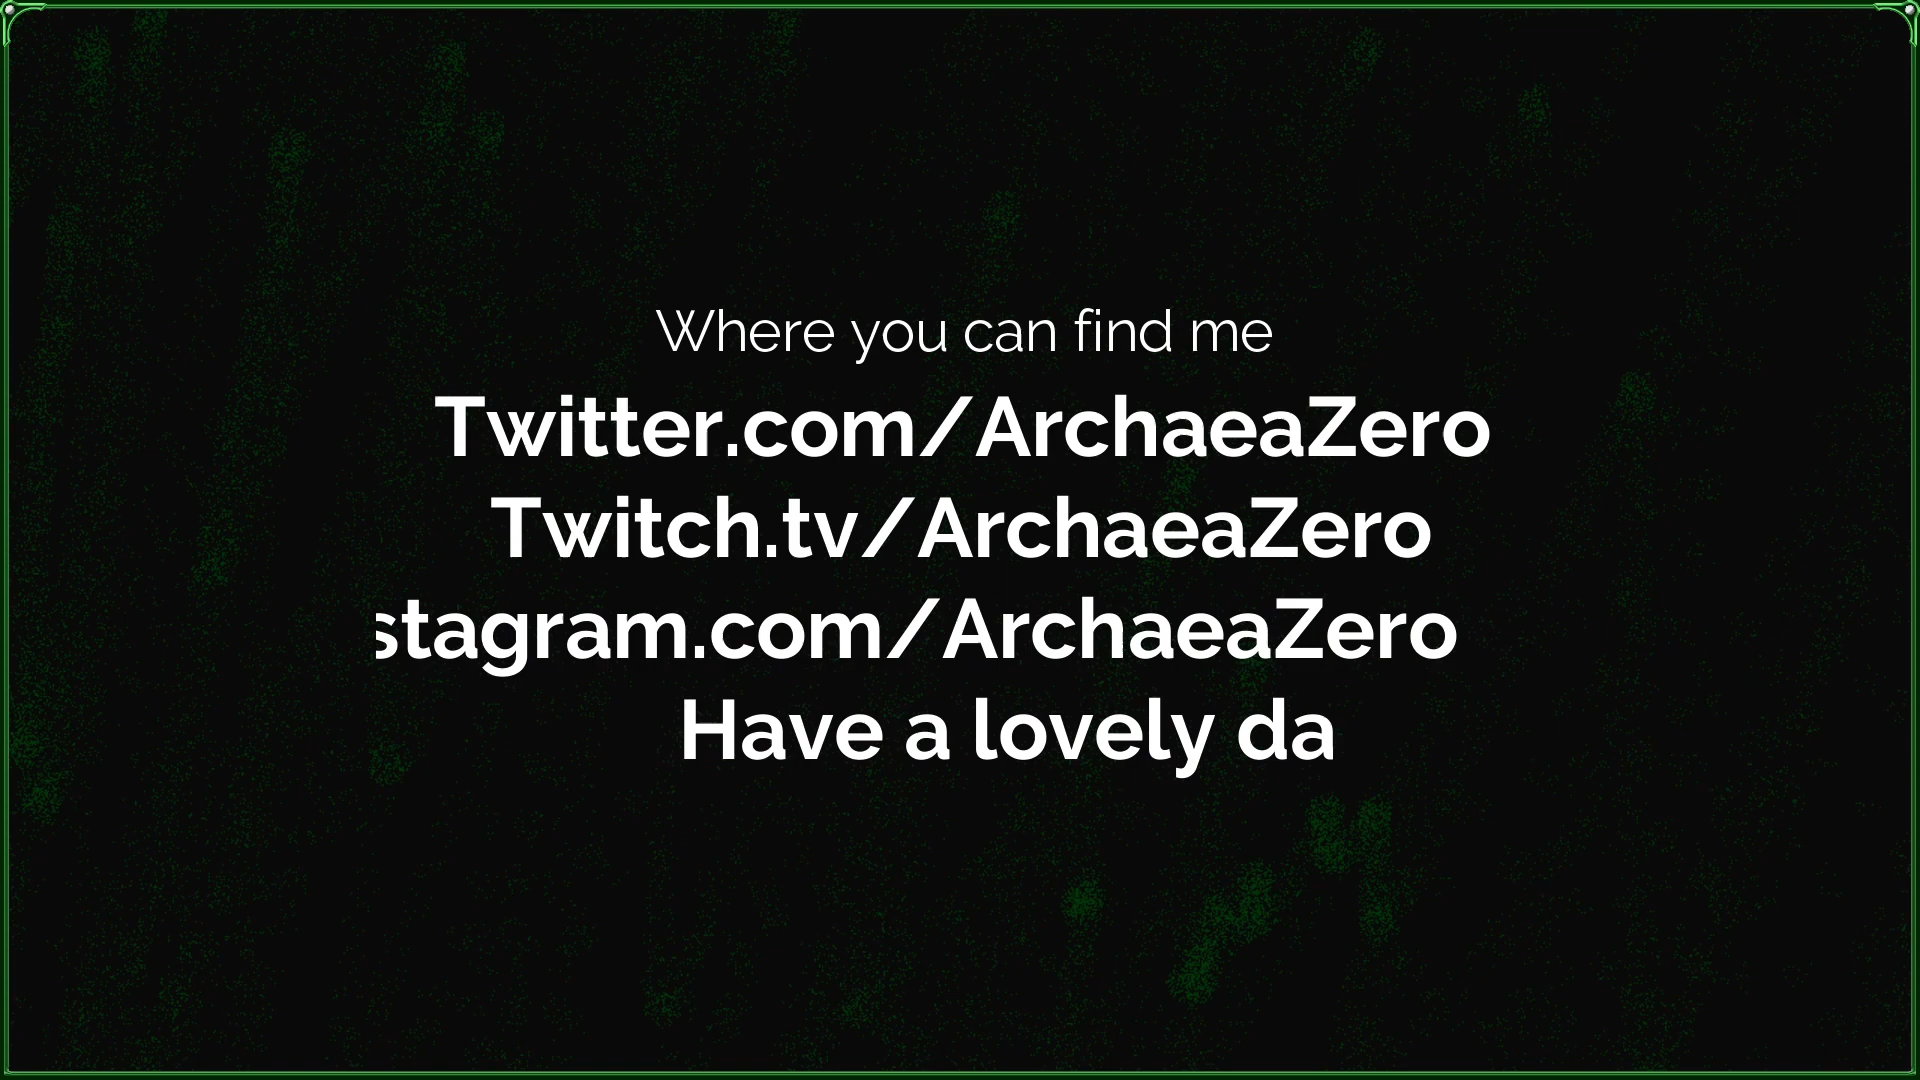 Where you can find me
Twitter.com/ArchaeaZero
Twitch.tv/ArchaeaZero
stagram.com/ArchaeaZero
Have a lovely da